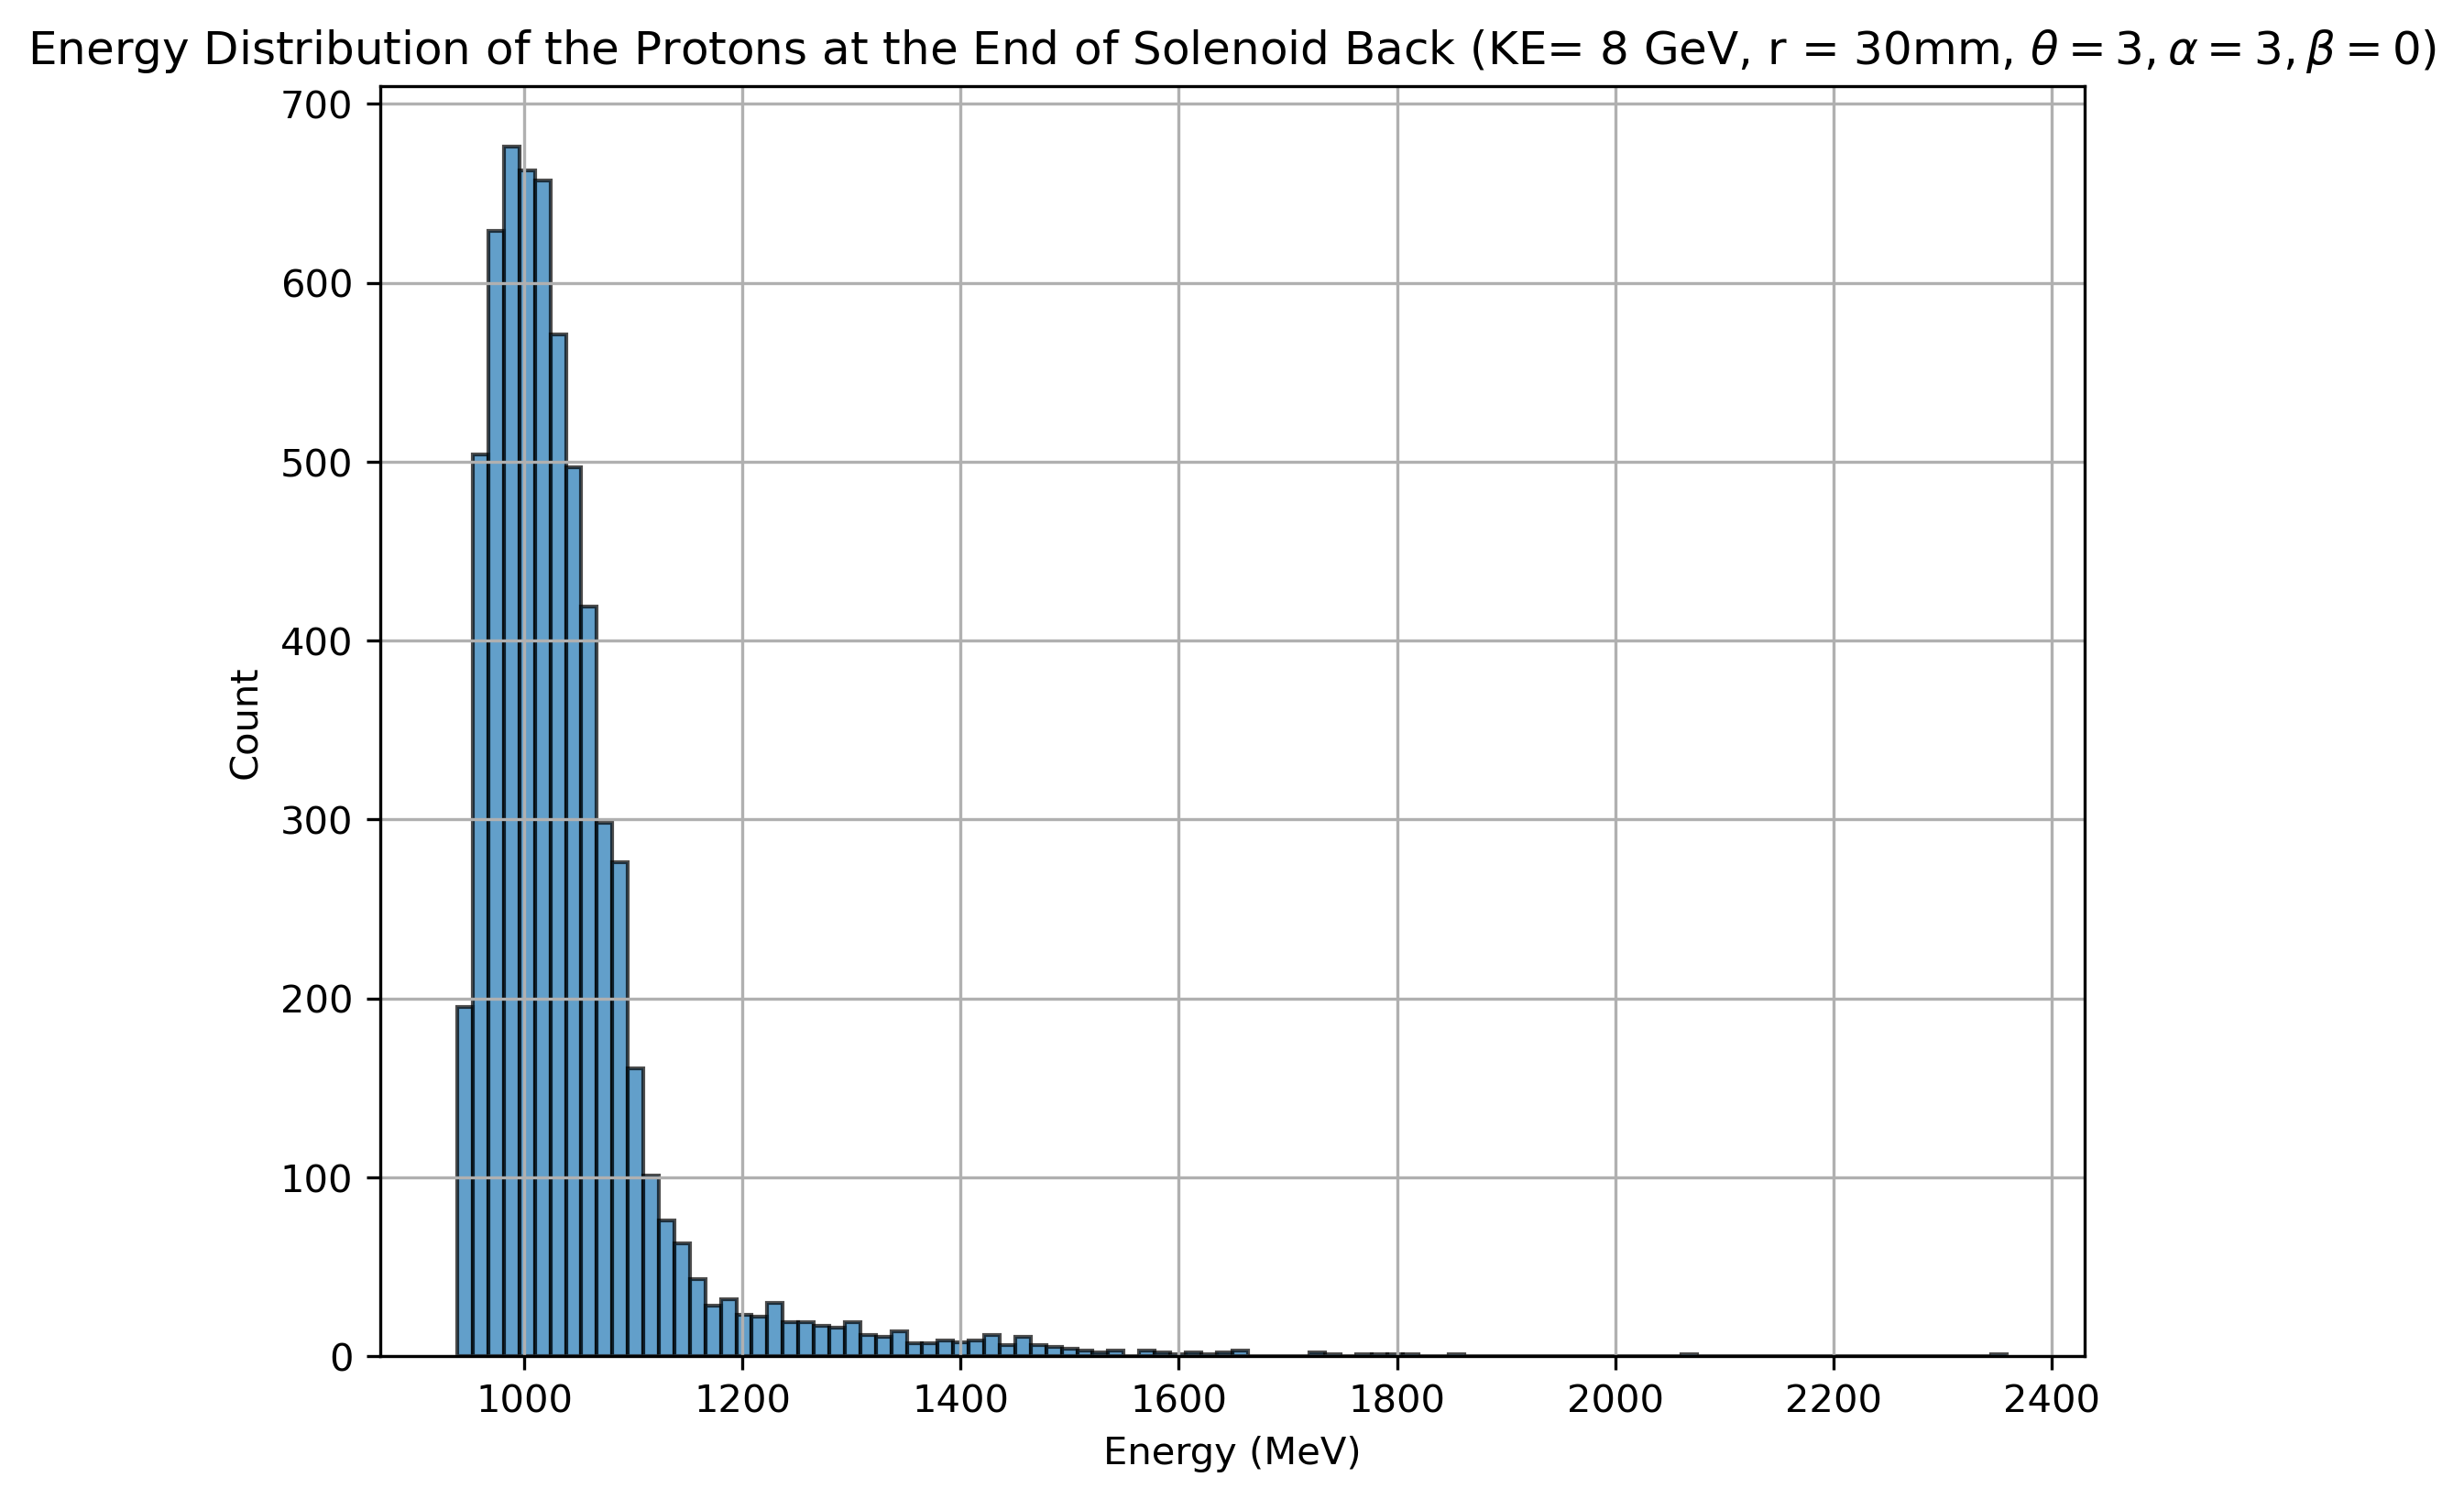 Energy Distribution of the Protons at the End of Solenoid Back (KE= 8 GeV, r = 30mm, θ = 3, α = 3, β = 0)
700
600
500
400
300
200
100
0
Count
1000 1200 1400 1600 1800 2000 2200 2400
Energy (MeV)